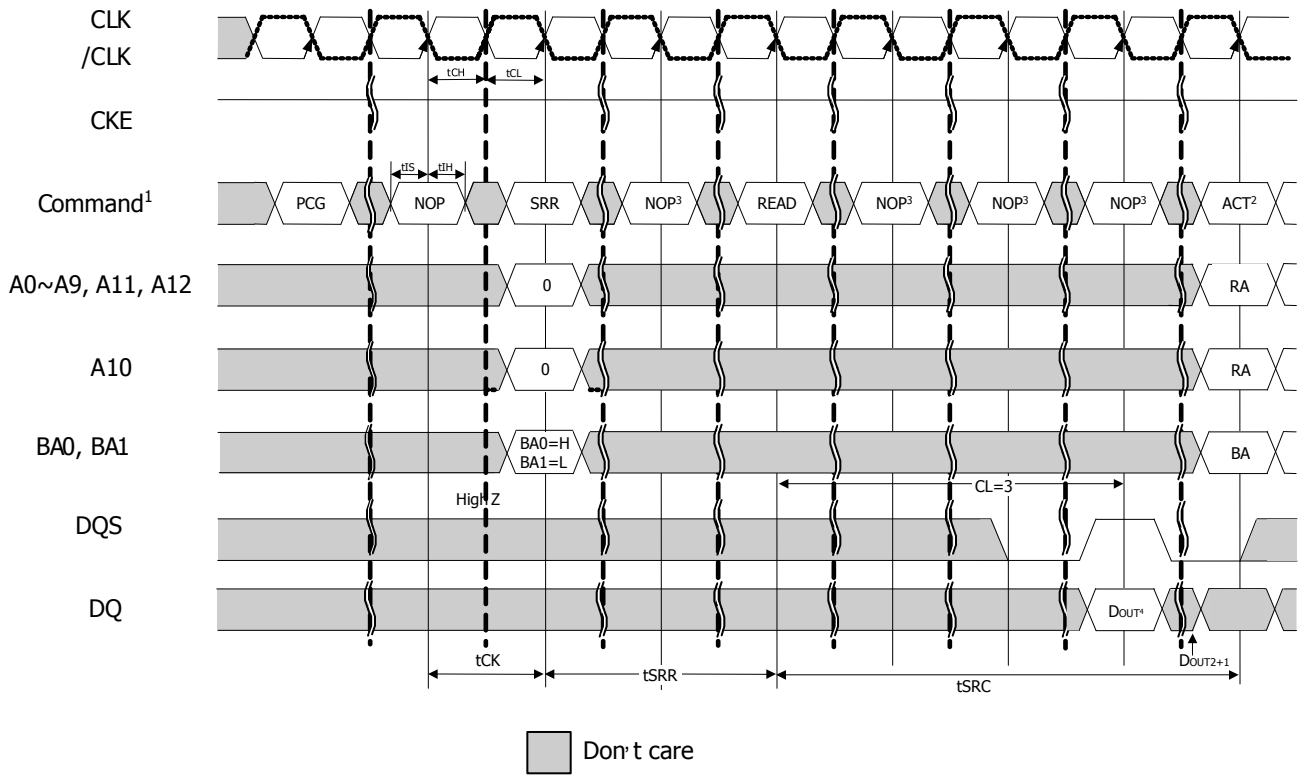 CLK
/CLK
tCH tCL
CKE
tIS tIH
Command1 PCG NOP SRR NOP3 READ NOP3 NOP3 NOP3 ACT2
A0~A9, A11, A12 0 RA
A10 0 RA
BA0, BA1 BA0=H BA
BA1=L
High Z CL=3
DQS
DQ DOUT4
DOUT2+1
tCK tSRR tSRC
Don't care